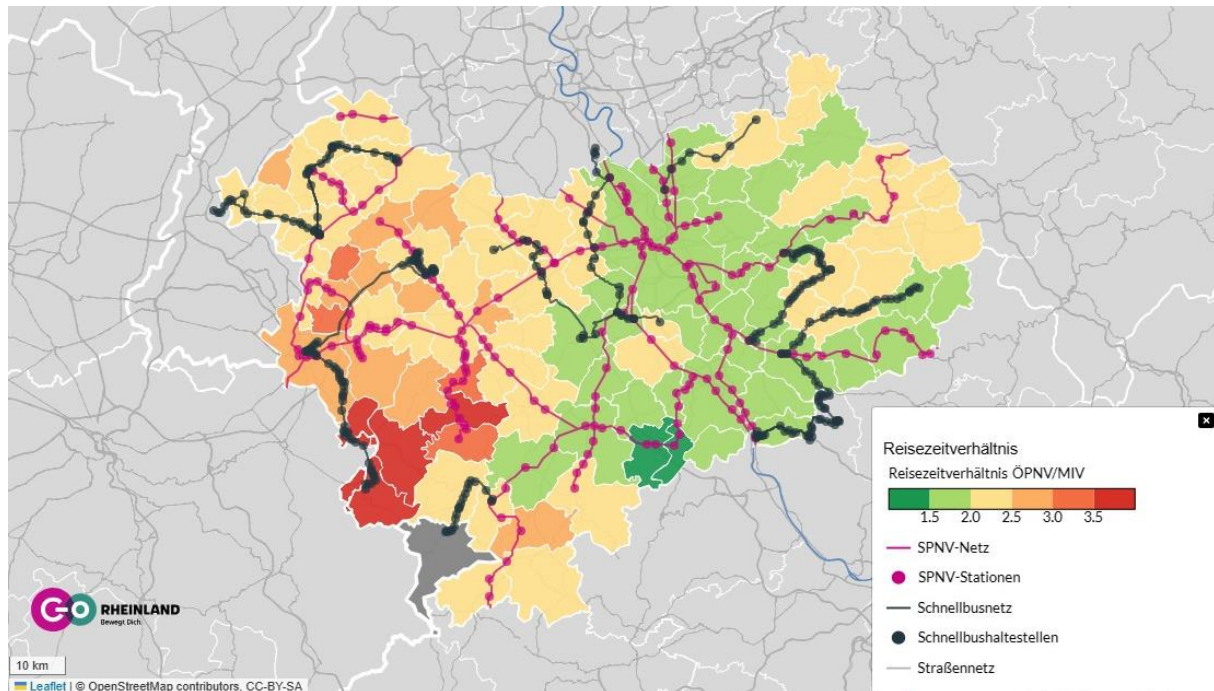 ×
Reisezeitverhältnis
Reisezeitverhältnis ÖPNV/MIV
1.5 2.0 2.5 3.0 3.5
SPNV-Netz
SPNV-Stationen
Schnellbusnetz
Schnellbushaltestellen
Straßennetz
GO RHEINLAND
Bewegt Dich.
10 km
Leaflet | © OpenStreetMap contributors, CC-BY-SA